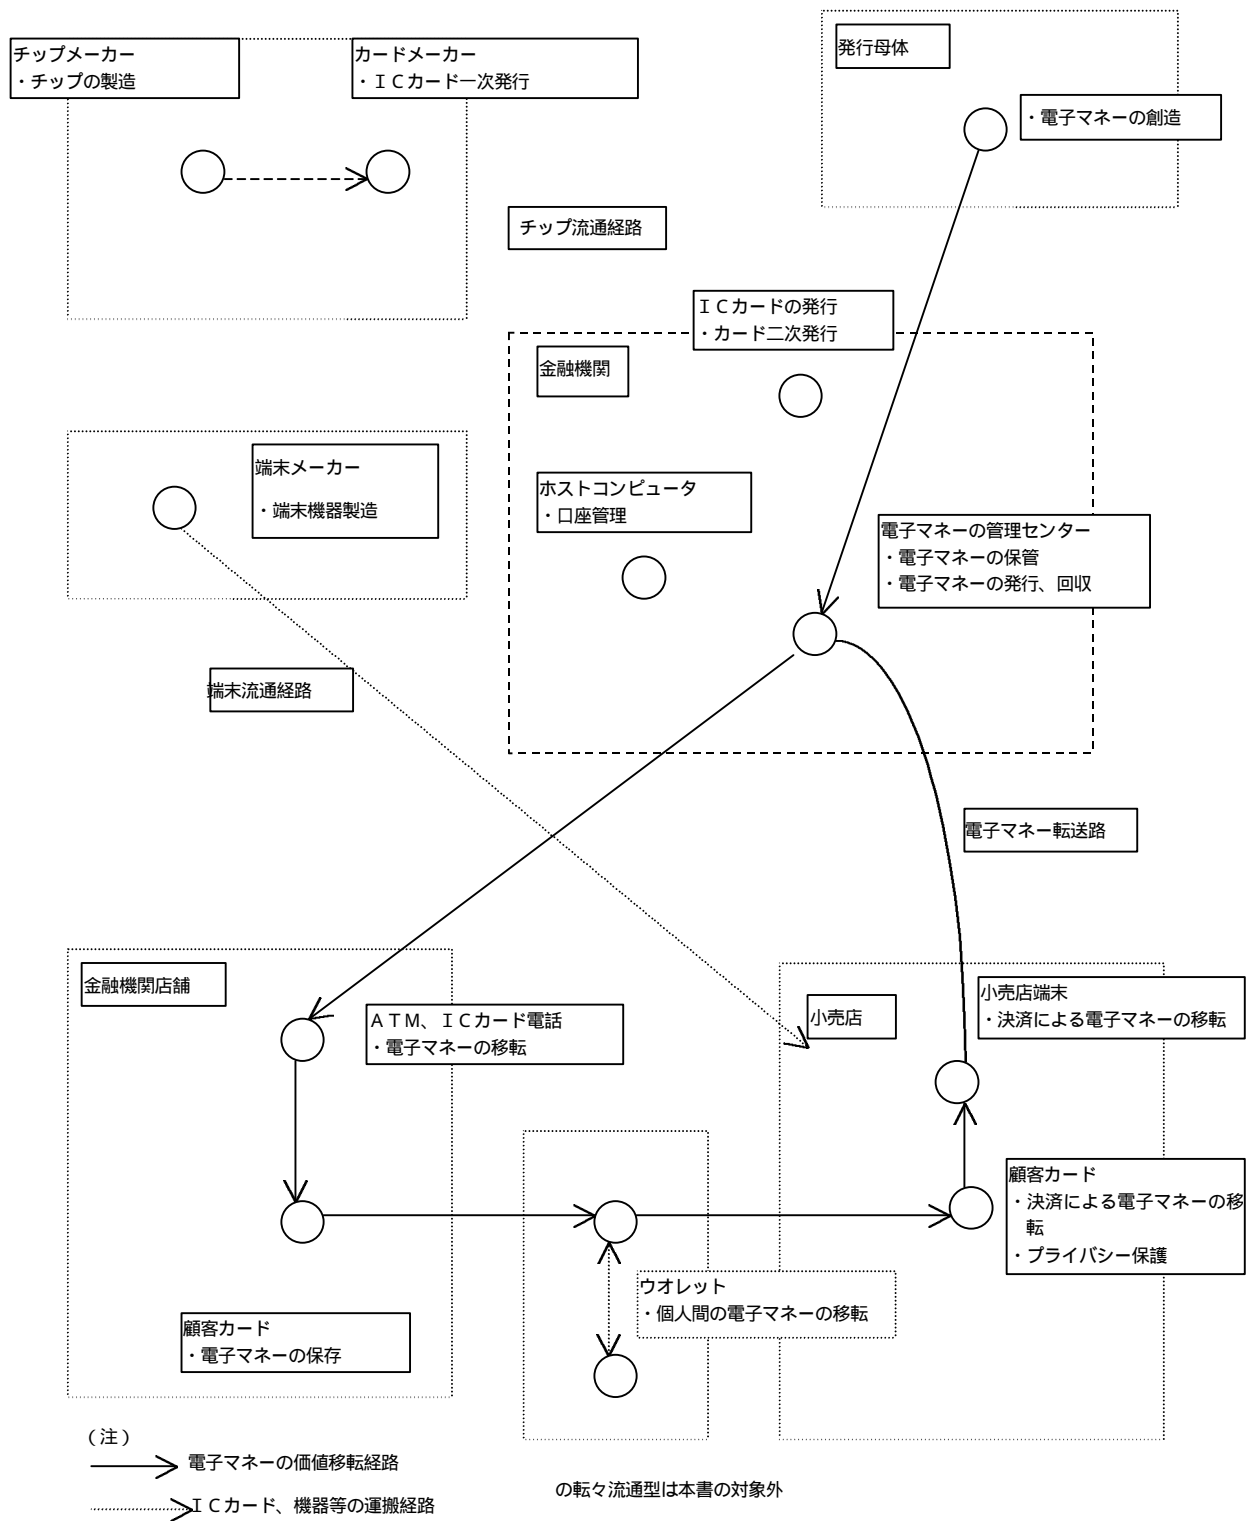 チップメーカー
・チップの製造
カードメーカー
・ＩＣカード一次発行
発行母体
・電子マネーの創造
チップ流通経路
ＩＣカードの発行
・カード二次発行
金融機関
端末メーカー
・端末機器製造
ホストコンピュータ
・口座管理
電子マネーの管理センター
・電子マネーの保管
・電子マネーの発行、回収
端末流通経路
電子マネー転送路
金融機関店舗
ＡＴＭ、ＩＣカード電話
・電子マネーの移転
小売店
小売店端末
・決済による電子マネーの移転
顧客カード
・決済による電子マネーの移
転
・プライバシー保護
ウオレット
・個人間の電子マネーの移転
顧客カード
・電子マネーの保存
（注）
電子マネーの価値移転経路
ＩＣカード、機器等の運搬経路
の転々流通型は本書の対象外